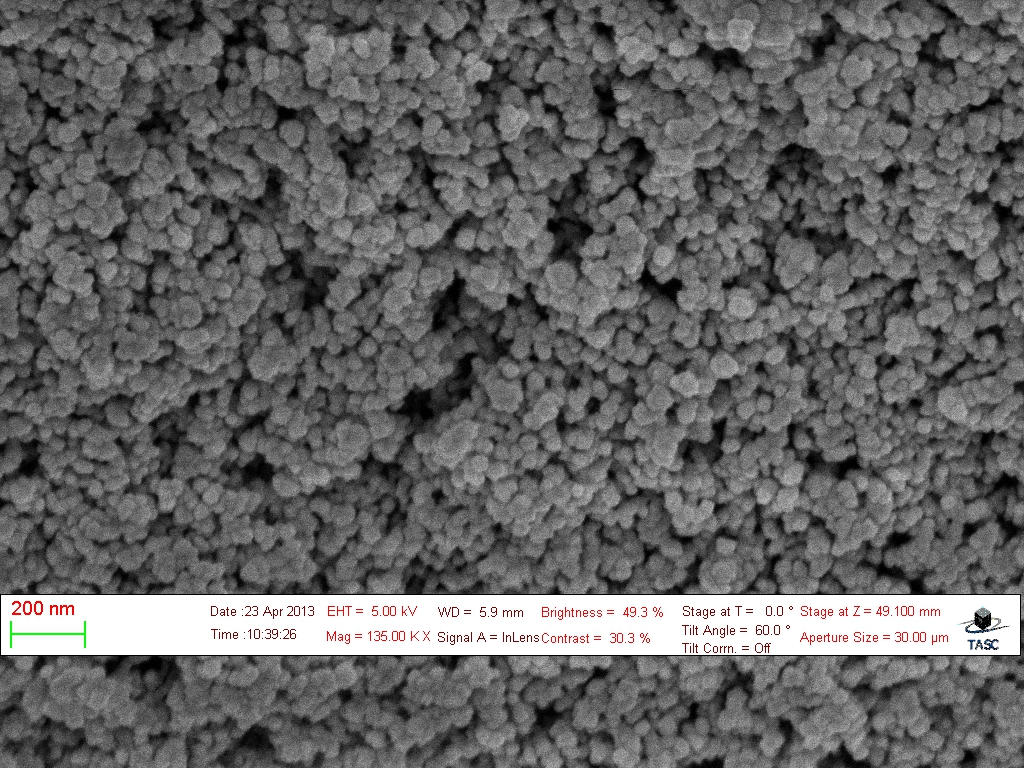 200 nm
Date :23 Apr 2013
Time :10:39:26
EHT = 5.00 kV
Mag = 135.00 K X
WD = 5.9 mm
Signal A = InLens
Brightness = 49.3 %
Contrast = 30.3 %
Stage at T = 0.0 °
Tilt Angle = 60.0 °
Tilt Corrn. = Off
Stage at Z = 49.100 mm
Aperture Size = 30.00 µm
TASC